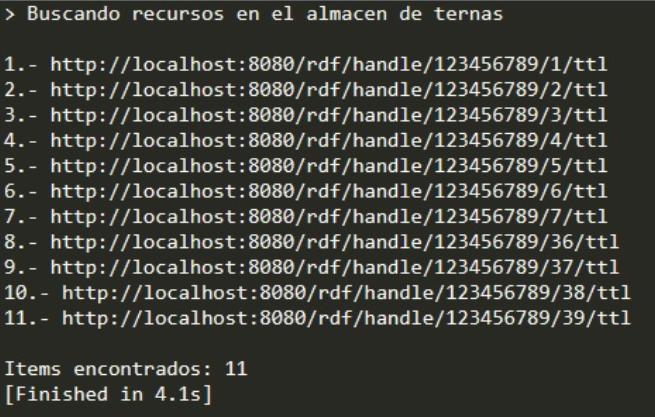 > Buscando recursos en el almacen de ternas
1.- http://localhost:8080/rdf/handle/123456789/1/ttl
2.- http://localhost:8080/rdf/handle/123456789/2/ttl
3.- http://localhost:8080/rdf/handle/123456789/3/ttl
4.- http://localhost:8080/rdf/handle/123456789/4/ttl
5.- http://localhost:8080/rdf/handle/123456789/5/ttl
6.- http://localhost:8080/rdf/handle/123456789/6/ttl
7.- http://localhost:8080/rdf/handle/123456789/7/ttl
8.- http://localhost:8080/rdf/handle/123456789/36/ttl
9.- http://localhost:8080/rdf/handle/123456789/37/ttl
10.- http://localhost:8080/rdf/handle/123456789/38/ttl
11.- http://localhost:8080/rdf/handle/123456789/39/ttl
Items encontrados: 11
[Finished in 4.1s]